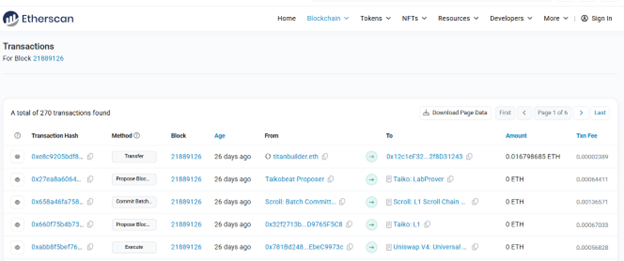 Etherscan
Home Blockchain Tokens NFTs Resources Developers More | Sign In
Transactions
For Block 21889126
A total of 270 transactions found
Download Page Data First Page 1 of 6 Last
Transaction Hash Method Block Age From To Amount Txn Fee
0xe8c9205bdf8... Transfer 21889126 26 days ago titanbuilder.eth 0x12c1eF32...2f8D31243 0.016798685 ETH 0.00002389
0x27ea8a6064... Propose Bloc... 21889126 26 days ago Taikobeat Proposer Taiko: LabProver 0 ETH 0.00064411
0x658a46fa758... Commit Batch... 21889126 26 days ago Scroll: Batch Committ... Scroll: L1 Scroll Chain ... 0 ETH 0.00136571
0x660f75b4b73... Propose Bloc... 21889126 26 days ago 0x32f2713b...D9765F5C8 Taiko: L1 0 ETH 0.00067033
0xabb8f5bef76... Execute 21889126 26 days ago 0x781Bd248...EbeC9973c Uniswap V4: Universal ... 0 ETH 0.00056828